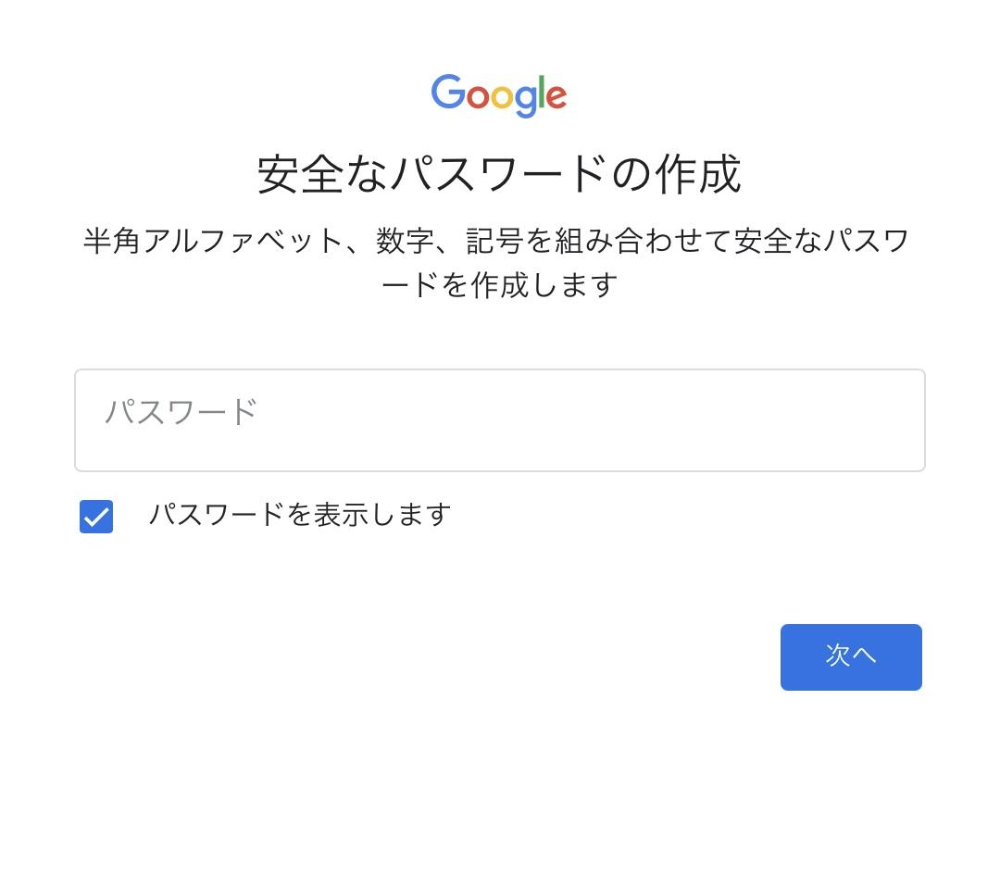 Google
安全なパスワードの作成
半角アルファベット、数字、記号を組み合わせて安全なパスワ
ードを作成します
パスワード
パスワードを表示します
次へ